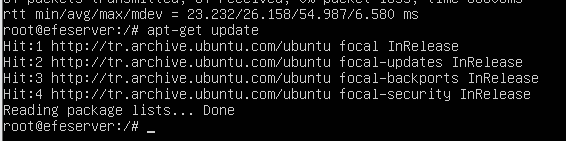 rtt min/avg/max/mdev = 23.232/26.158/54.987/6.580 ms
root@efeserver:/# apt-get update
Hit:1 http://tr.archive.ubuntu.com/ubuntu focal InRelease
Hit:2 http://tr.archive.ubuntu.com/ubuntu focal-updates InRelease
Hit:3 http://tr.archive.ubuntu.com/ubuntu focal-backports InRelease
Hit:4 http://tr.archive.ubuntu.com/ubuntu focal-security InRelease
Reading package lists... Done
root@efeserver:/# _